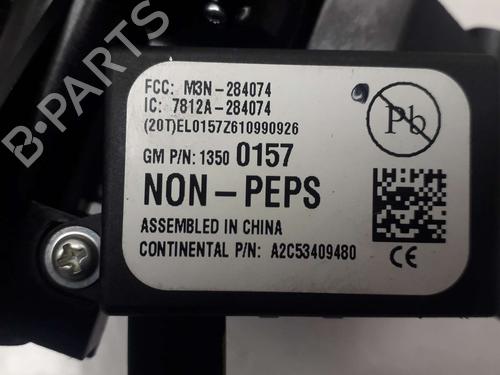 FCC: M3N-284074
IC: 7812A-284074
(20T)EL0157Z610990926
GM P/N: 1350 0157
NON-PEPS
ASSEMBLED IN CHINA
CONTINENTAL P/N: A2C53409480
Pb
CE